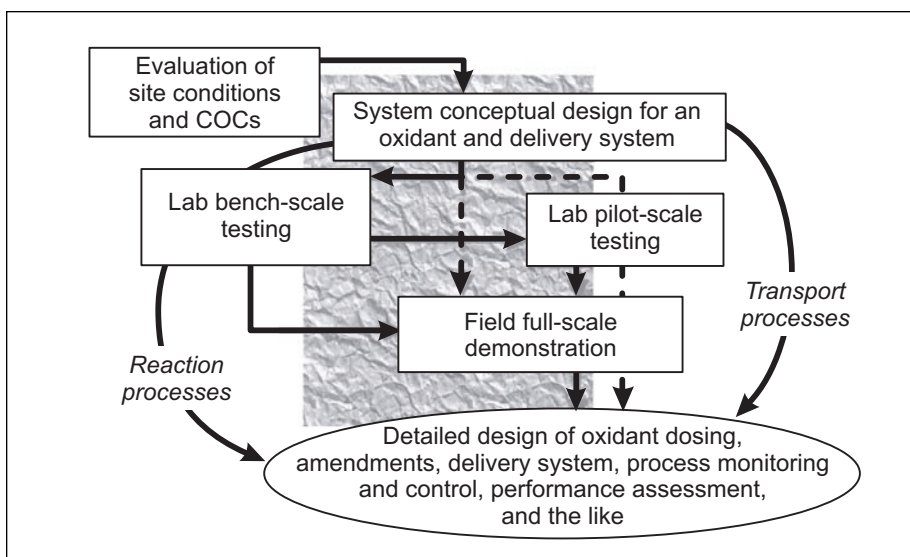 Evaluation of
site conditions
and COCs
System conceptual design for an
oxidant and delivery system
Lab bench-scale
testing
Lab pilot-scale
testing
Field full-scale
demonstration
Transport
processes
Reaction
processes
Detailed design of oxidant dosing,
amendments, delivery system, process monitoring
and control, performance assessment,
and the like